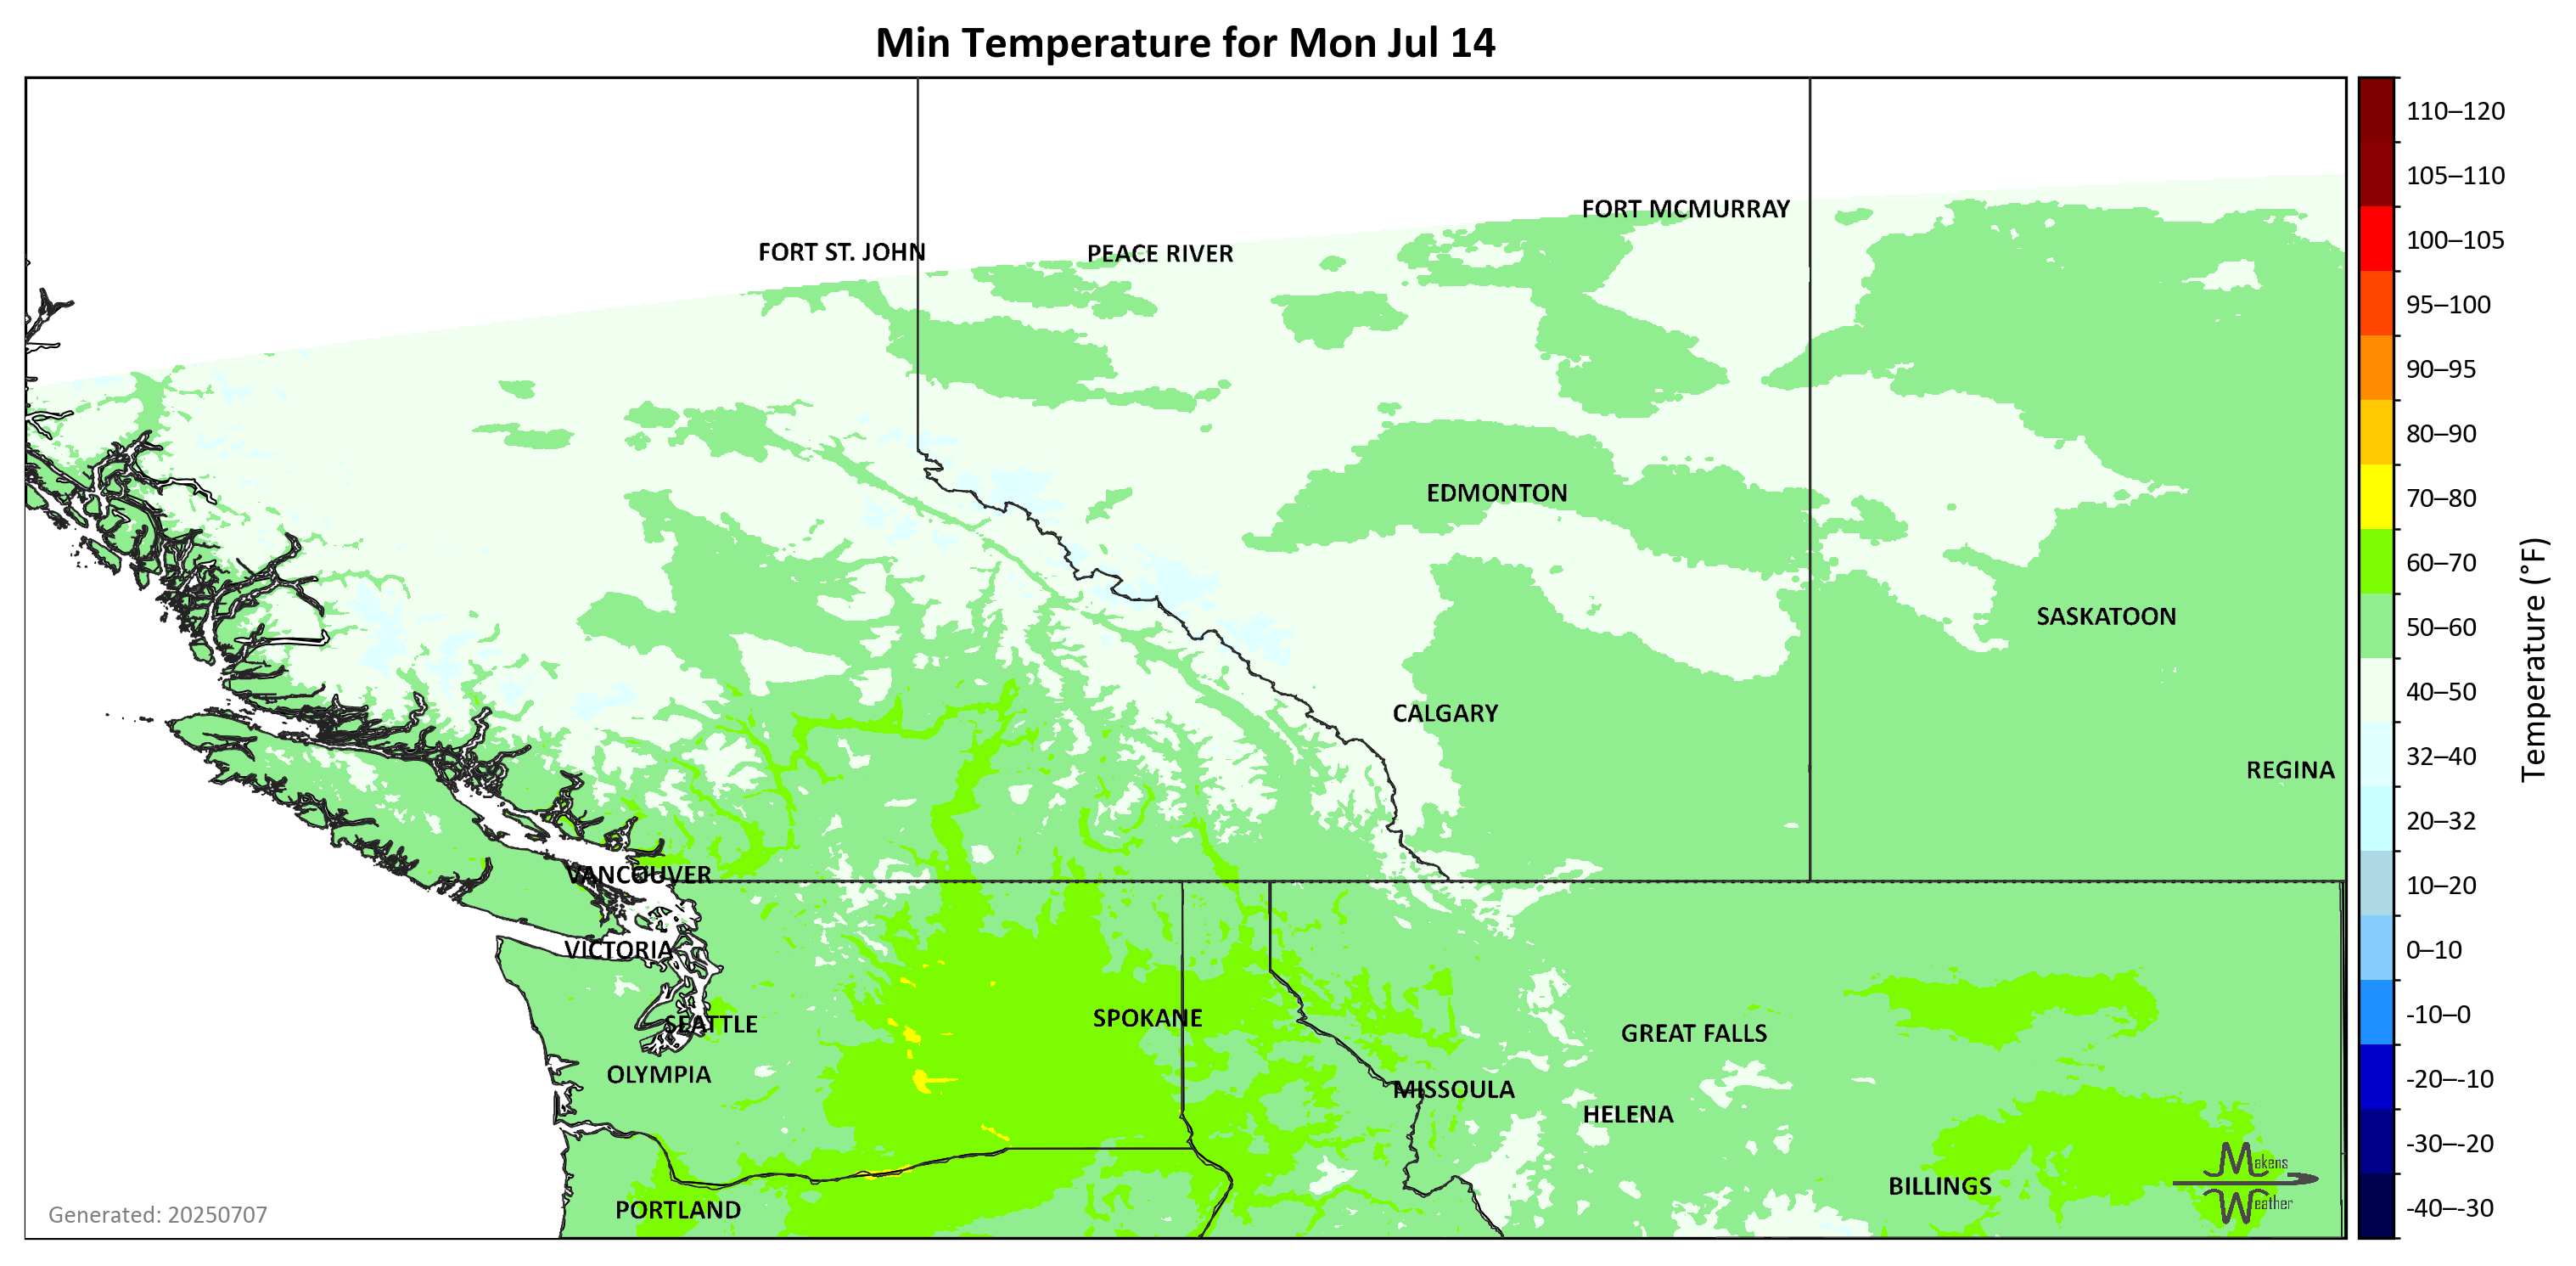 Min Temperature for Mon Jul 14
110–120
105–110
FORT MCMURRAY
100–105
FORT ST. JOHN
PEACE RIVER
95–100
90–95
80–90
EDMONTON
70–80
60–70
SASKATOON
50–60
Temperature (°F)
40–50
CALGARY
32–40
REGINA
20–32
VANCOUVER
10–20
VICTORIA
0–10
SPOKANE
-10–0
SEATTLE
GREAT FALLS
OLYMPIA
-20–-10
MISSOULA
HELENA
-30–-20
Makens
BILLINGS
Weather
PORTLAND
-40–-30
Generated: 20250707